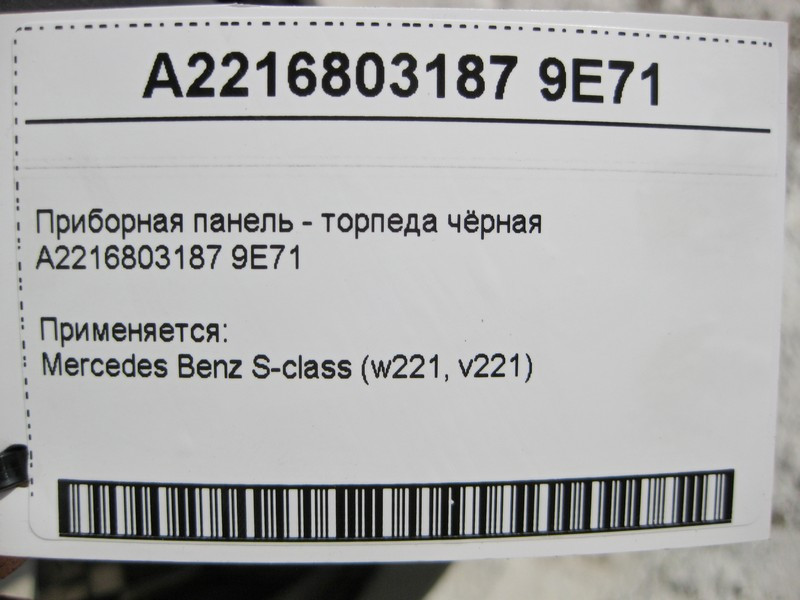 A2216803187 9E71
Приборная панель - торпеда чёрная
A2216803187 9E71
Применяется:
Mercedes Benz S-class (w221, v221)